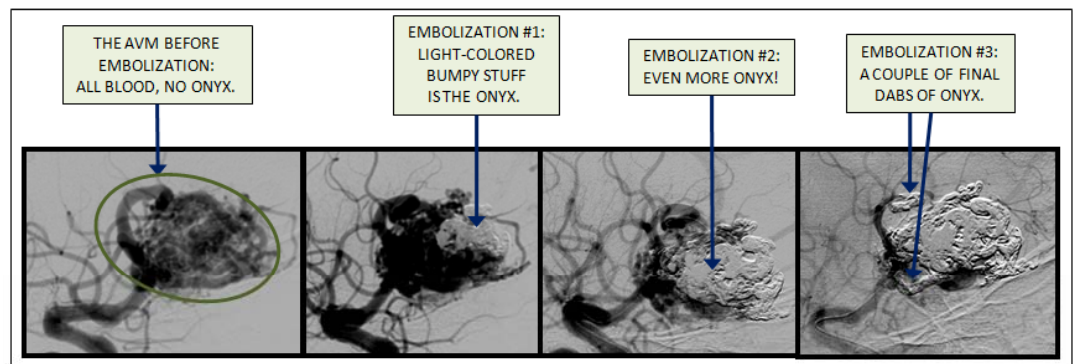 THE AVM BEFORE
EMBOLIZATION:
ALL BLOOD, NO ONYX.
EMBOLIZATION #1:
LIGHT-COLORED
BUMPY STUFF
IS THE ONYX.
EMBOLIZATION #2:
EVEN MORE ONYX!
EMBOLIZATION #3:
A COUPLE OF FINAL
DABS OF ONYX.